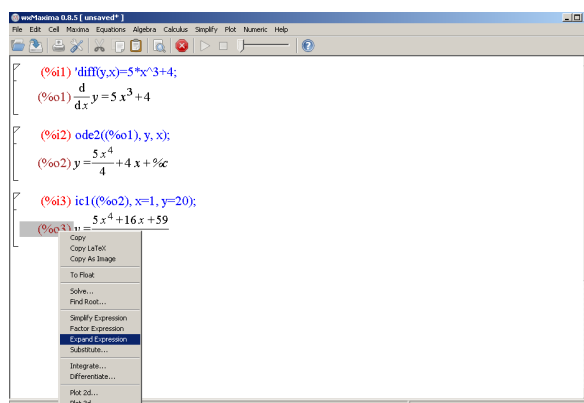 wxMaxima 0.8.5 [ unsaved* ]
File Edit Cell Maxima Equations Algebra Calculus Simplify Plot Numeric Help
(%i1) 'diff(y,x)=5*x^3+4;
(%o1) d/dx y=5 x^3+4
(%i2) ode2((%o1), y, x);
(%o2) y=5 x^4/4+4 x+%c
(%i3) ic1((%o2), x=1, y=20);
(%o3) y=5 x^4+16 x+59
Copy
Copy LaTeX
Copy As Image
To Float
Solve...
Find Root...
Simplify Expression
Factor Expression
Expand Expression
Substitute...
Integrate...
Differentiate...
Plot 2d...